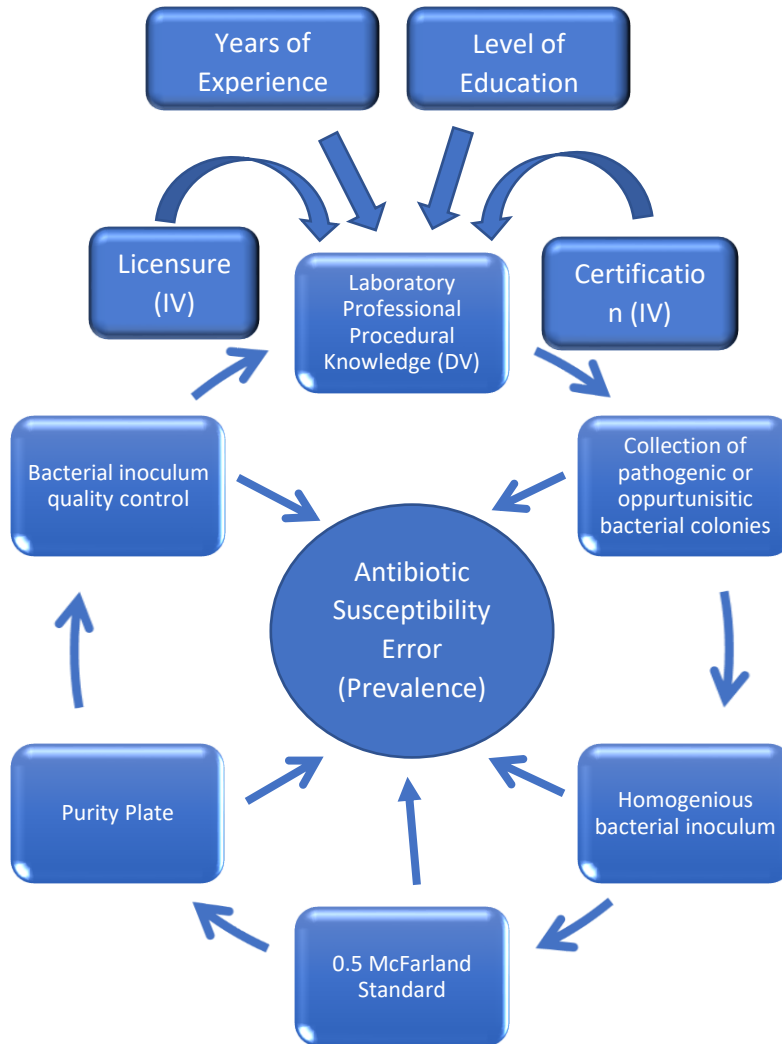 Years of
Experience
Level of
Education
Licensure
(IV)
Laboratory
Professional
Procedural
Knowledge (DV)
Certificatio
n (IV)
Bacterial inoculum
quality control
Collection of
pathogenic or
oppurtunisitic
bacterial colonies
Antibiotic
Susceptibility
Error
(Prevalence)
Purity Plate
Homogenious
bacterial inoculum
0.5 McFarland
Standard